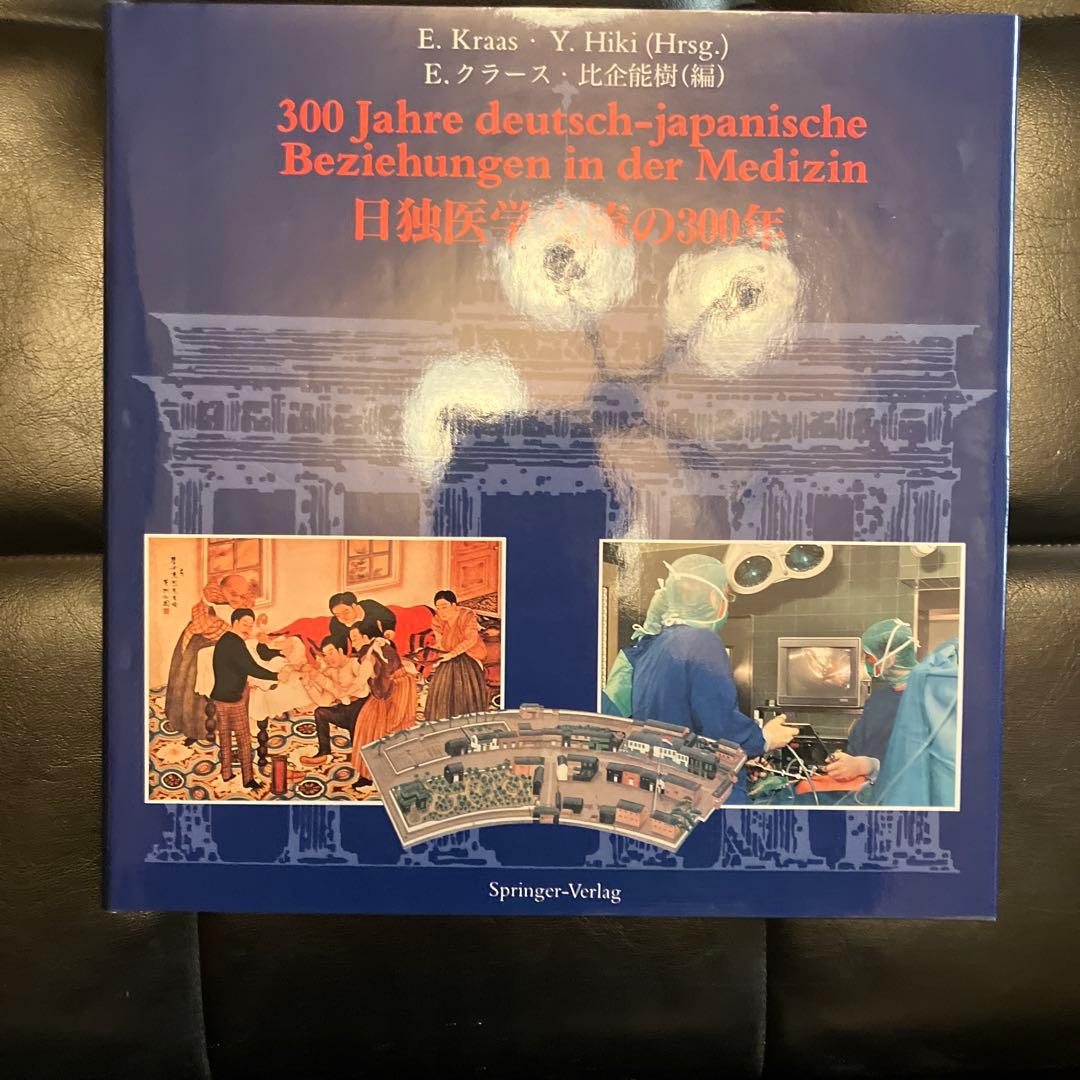 E. Kraas · Y. Hiki (Hrsg.)
E.クラース・比企能樹(編)
300 Jahre deutsch-japanische
Beziehungen in der Medizin
日独医学交流の300年
Springer-Verlag